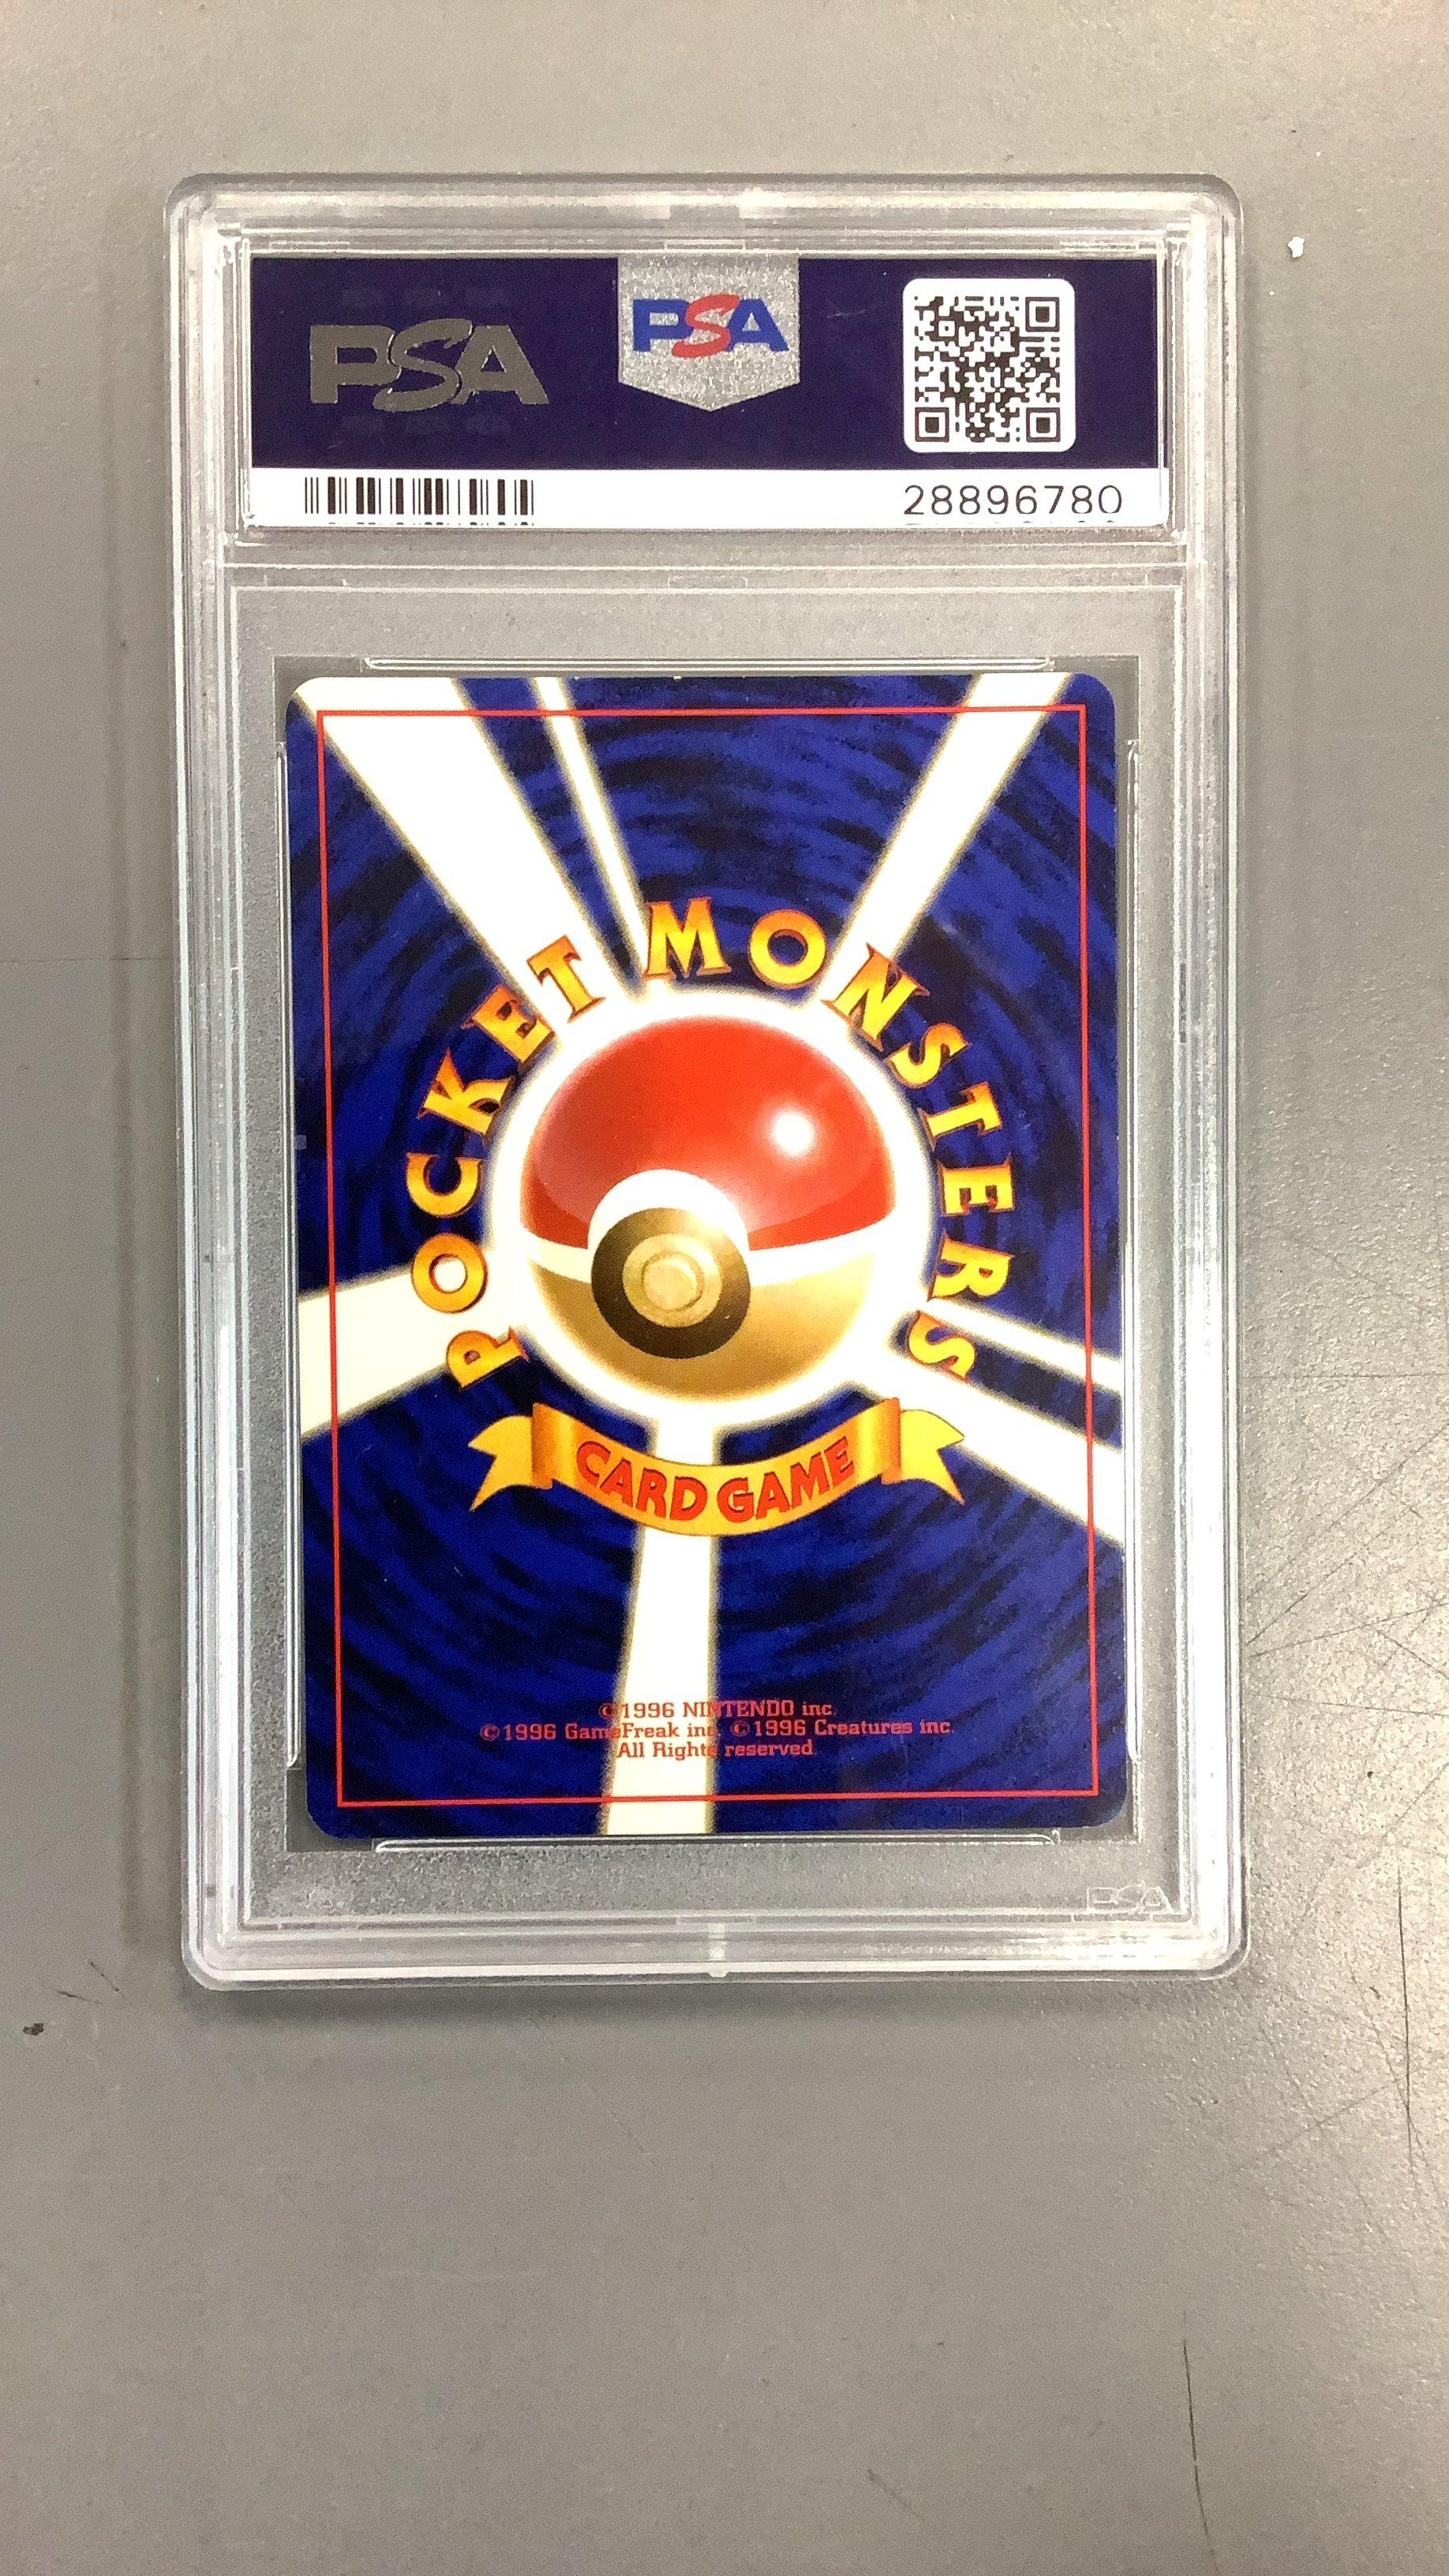 PSA
PSA
28896780
POCKET MONSTERS
CARD GAME
©1996 NINTENDO inc.
©1996 GameFreak inc. ©1996 Creatures inc.
All Rights reserved.
PSA